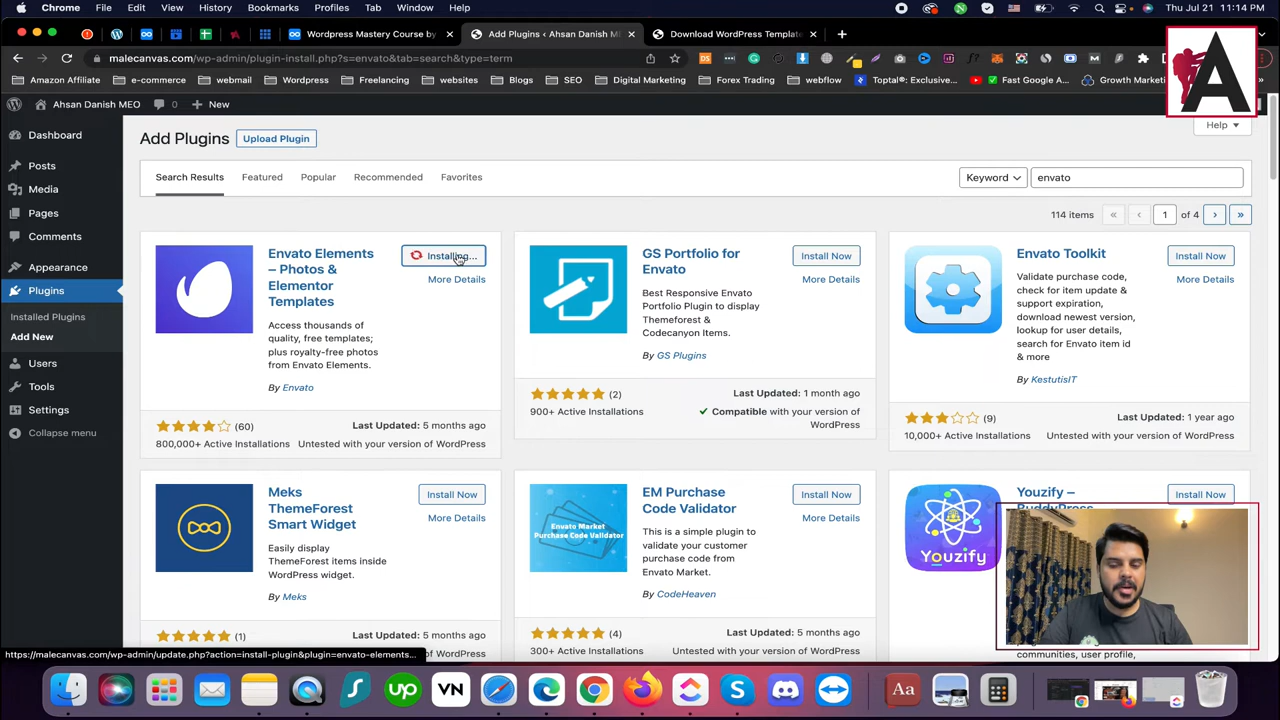 Chrome File Edit View History Bookmarks Profiles Tab Window Help Thu Jul 21 11:14 PM
Wordpress Mastery Course by
Add Plugins ‹ Ahsan Danish M
Download WordPress Template
malecanvas.com/wp-admin/plugin-install.php?s=envato&tab=search&type=term
Amazon Affiliate e-commerce webmail Freelancing websites Blogs SEO Digital Marketing Forex Trading webflow Toptal®: Exclusive... Fast Google A... Growth Marketing
A
Ahsan Danish MEO 0 New
Dashboard
Posts
Media
Pages
Comments
Appearance
Plugins
Installed Plugins
Add New
Users
Tools
Settings
Collapse menu
Help
Add Plugins Upload Plugin
Search Results Featured Popular Recommended Favorites Keyword envato
114 items « ‹ 1 of 4 › »
Envato Elements
– Photos &
Elementor
Templates
Installing...
More Details
Access thousands of
quality, free templates;
plus royalty-free photos
from Envato Elements.
By Envato
(60)
800,000+ Active Installations
Last Updated: 5 months ago
Untested with your version of WordPress
GS Portfolio for
Envato
Install Now
More Details
Best Responsive Envato
Portfolio Plugin to display
Themeforest &
Codecanyon Items.
By GS Plugins
(2)
900+ Active Installations
Last Updated: 1 month ago
Compatible with your version of
WordPress
Envato Toolkit
Install Now
More Details
Validate purchase code,
check for item update &
support expiration,
download newest version,
lookup for user details,
search for Envato item id
& more
By KestutisIT
(9)
10,000+ Active Installations
Last Updated: 1 year ago
Untested with your version of WordPress
Meks
ThemeForest
Smart Widget
Install Now
More Details
Easily display
ThemeForest items inside
WordPress widget.
By Meks
(1)
Last Updated: 5 months ago
version of WordPress
Envato Market
Purchase Code Validator
EM Purchase
Code Validator
Install Now
More Details
This is a simple plugin to
validate your customer
purchase code from
Envato Market.
By CodeHeaven
(4)
300+ Active Installations
Last Updated: 5 months ago
Untested with your version of WordPress
Youzify
Youzify –
BuddyPress
Install Now
communities, user profile,
https://malecanvas.com/wp-admin/update.php?action=install-plugin&plugin=envato-elements...
up
VN
Aa